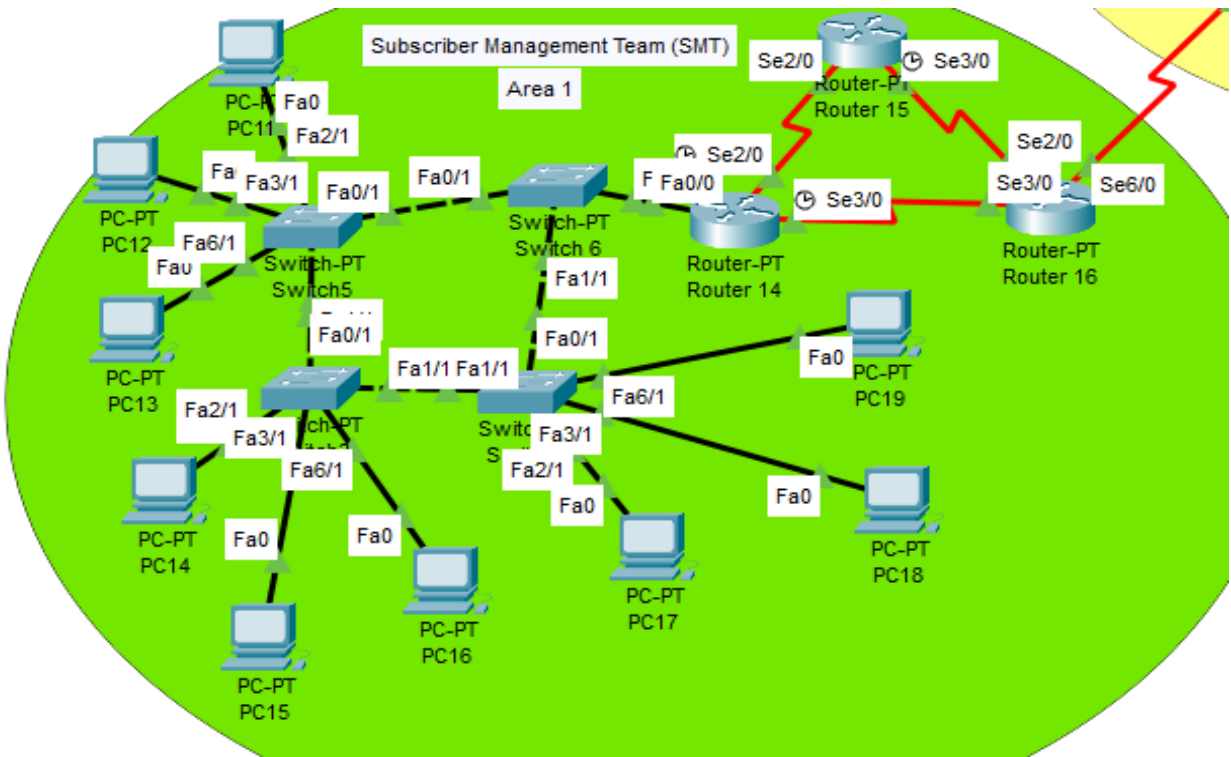 Subscriber Management Team (SMT)
Area 1
Se2/0
Se3/0
Router-PT
Router 15
PC-PT
PC11
Fa0
Fa2/1
Fa3/1
Fa0/1
PC-PT
PC12
Fa6/1
Fa0
Switch-PT
Switch5
Fa0/1
Switch-PT
Switch 6
Fa0/0
Se2/0
Router-PT
Router 14
Se3/0
Se2/0
Se3/0
Se6/0
Router-PT
Router 16
PC-PT
PC13
Fa0/1
Fa1/1
Fa0/1
Fa1/1
Fa1/1
Fa0
PC-PT
PC19
Fa2/1
Fa3/1
Fa6/1
Fa6/1
Fa3/1
Fa2/1
Fa0
Fa0
PC-PT
PC14
Fa0
Fa0
PC-PT
PC18
PC-PT
PC17
PC-PT
PC16
PC-PT
PC15